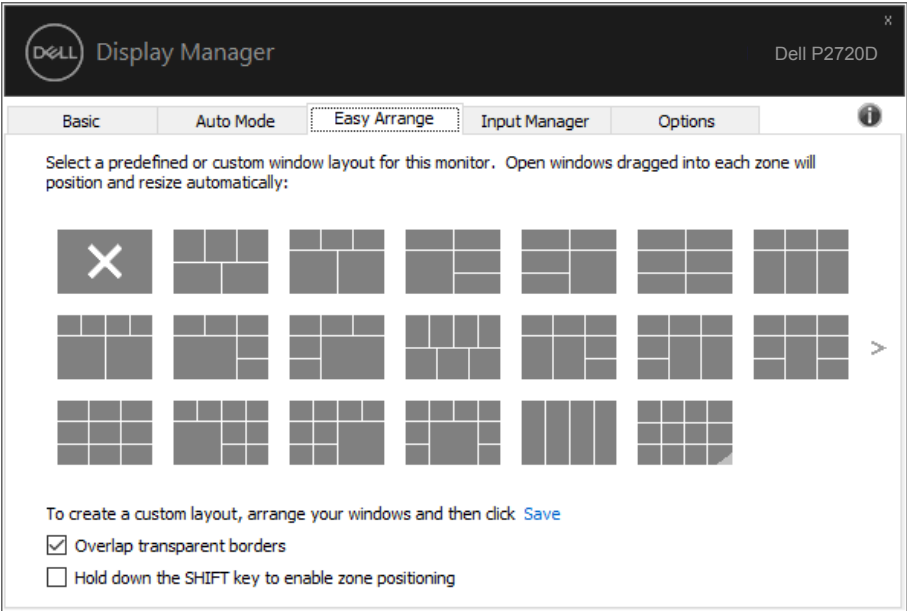 x
DELL Display Manager
Dell P2720D
Basic Auto Mode Easy Arrange Input Manager Options
Select a predefined or custom window layout for this monitor. Open windows dragged into each zone will
position and resize automatically:
>
To create a custom layout, arrange your windows and then click Save
Overlap transparent borders
Hold down the SHIFT key to enable zone positioning